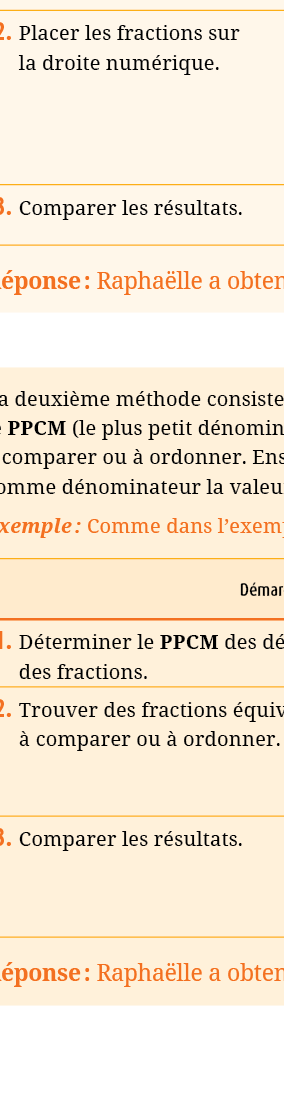 2. Placer les fractions sur
la droite numérique.
3. Comparer les résultats.
éponse : Raphaëlle a obten
a deuxième méthode consiste
PPCM (le plus petit dénomin
comparer ou à ordonner. Ens
omme dénominateur la valeu
xemple : Comme dans l'exemp
Démar
1. Déterminer le PPCM des dé
des fractions.
2. Trouver des fractions équiv
à comparer ou à ordonner.
3. Comparer les résultats.
éponse : Raphaëlle a obten